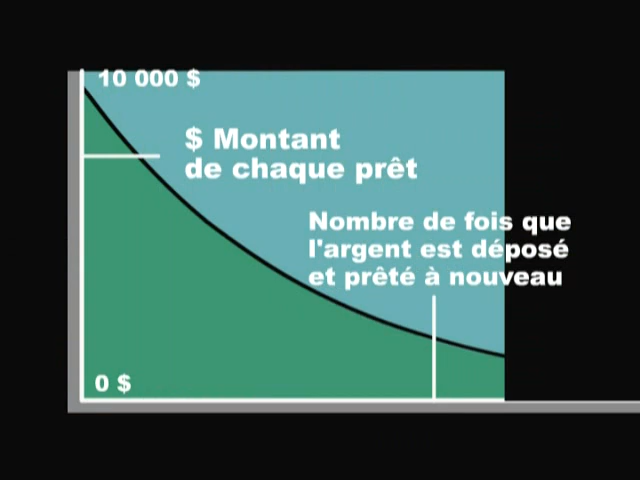 10 000 $
$ Montant
de chaque prêt
Nombre de fois que
l'argent est déposé
et prêté à nouveau
0 $